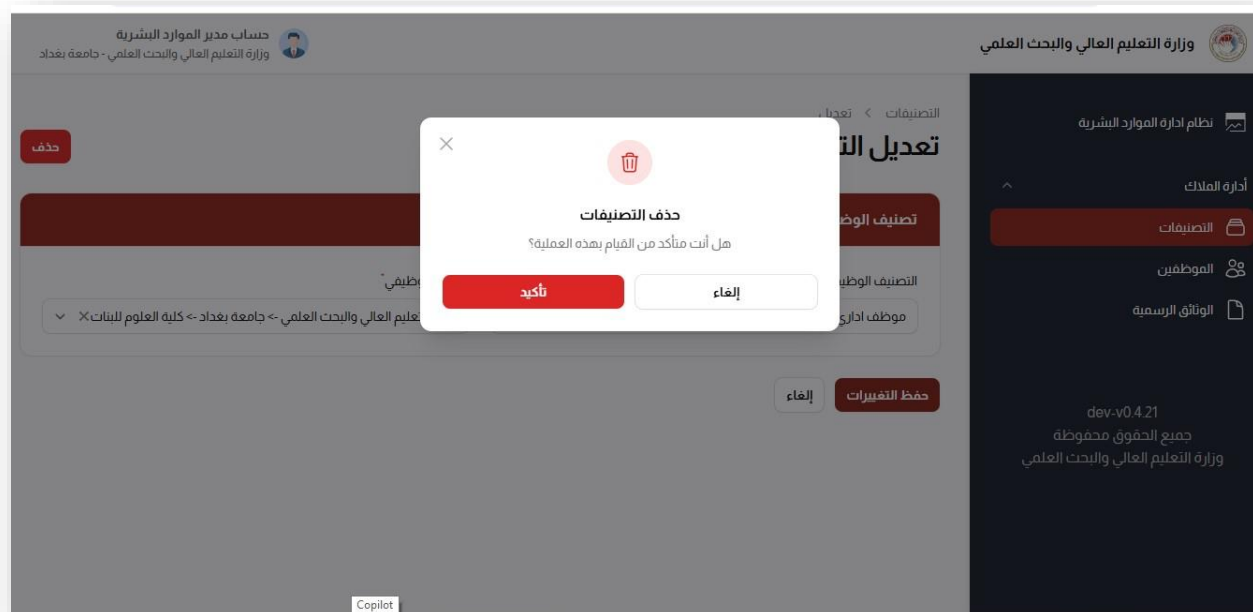 وزارة التعليم العالي والبحث العلمي
حساب مدير الموارد البشرية
وزارة التعليم العالي والبحث العلمي - جامعة بغداد
نظام ادارة الموارد البشرية
أدارة الملاك
التصنيفات
الموظفين
الوثائق الرسمية
dev-v0.4.21
جميع الحقوق محفوظة
وزارة التعليم العالي والبحث العلمي
التصنيفات > تعديل
تعديل
حذف
تصنيف
التصنيف
موظف اداري
العالي والبحث العلمي -> جامعة بغداد -> كلية العلوم للبنات
حذف التصنيفات
هل أنت متأكد من القيام بهذه العملية؟
إلغاء
تأكيد
حفظ التغييرات
إلغاء
Copilot